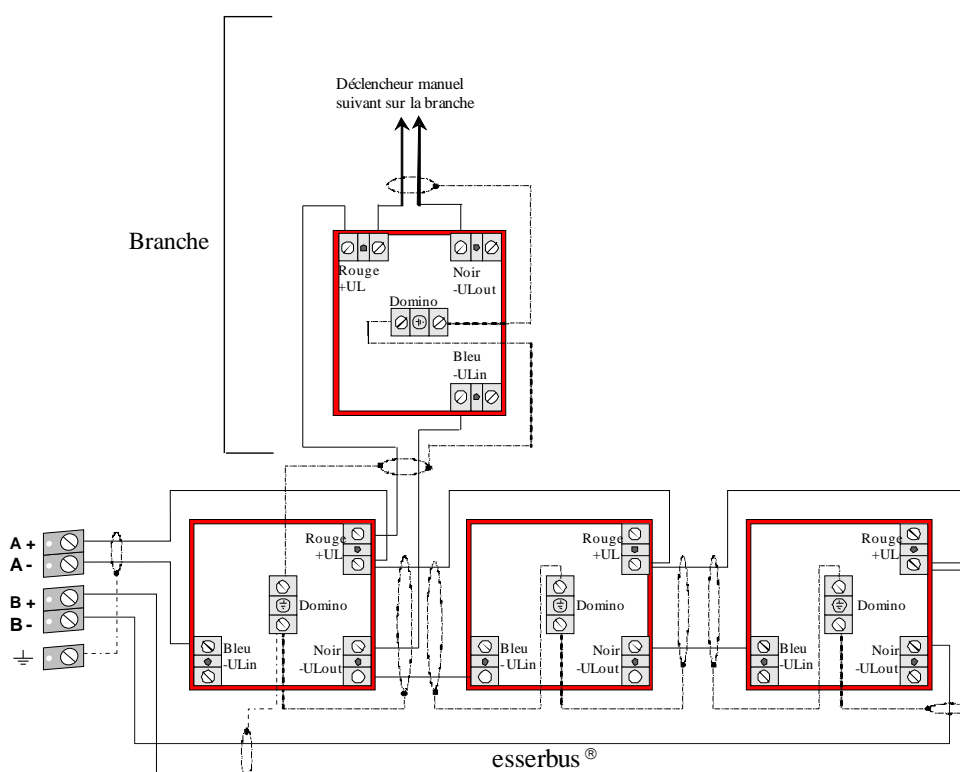 Déclencheur manuel
suivant sur la branche
Branche
Rouge
+UL
Noir
-ULout
Domino
Bleu
-ULin
A +
A -
B +
B -
Rouge
+UL
Domino
Bleu
-ULin
Noir
-ULout
Rouge
+UL
Domino
Bleu
-ULin
Noir
-ULout
Rouge
+UL
Domino
Bleu
-ULin
Noir
-ULout
esserbus ®